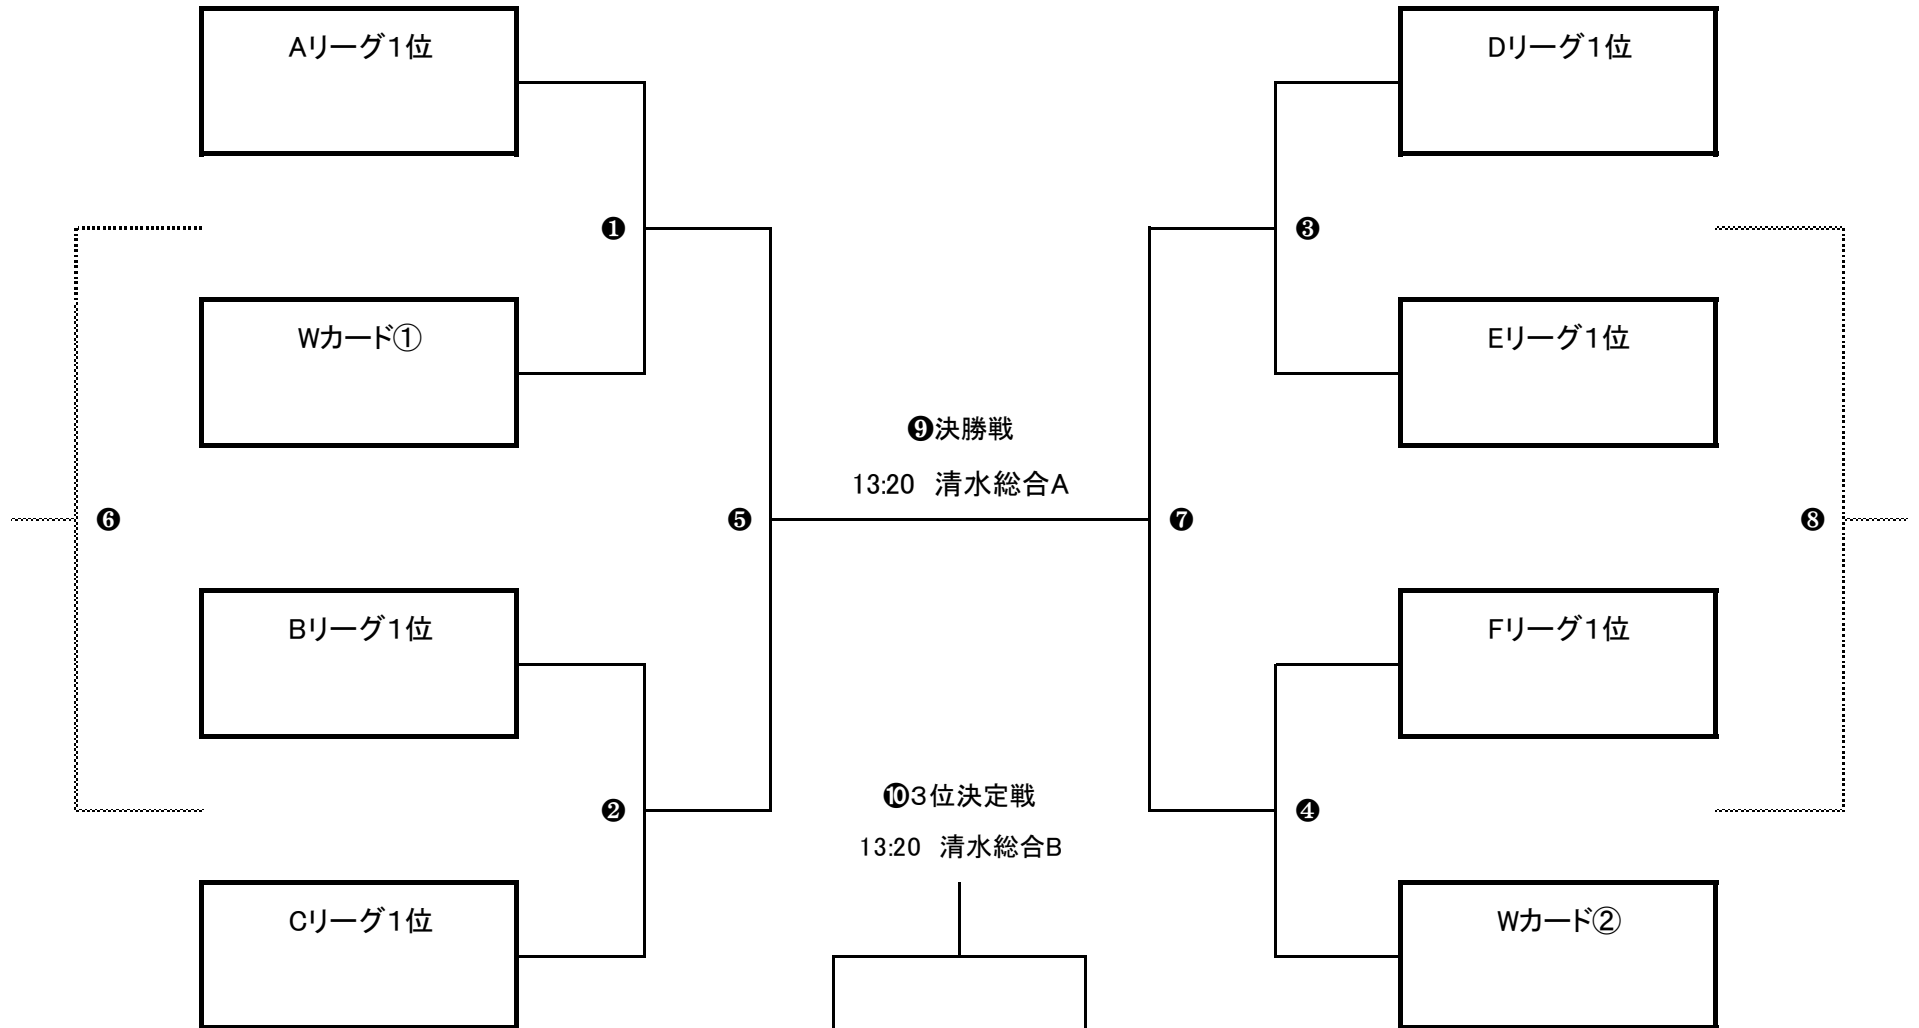 Aリーグ1位
Dリーグ1位
❶
❸
Wカード①
Eリーグ1位
❾決勝戦
13:20　清水総合A
❻
❺
❼
❽
Bリーグ1位
Fリーグ1位
❷
❿3位決定戦
❹
13:20　清水総合B
Cリーグ1位
Wカード②